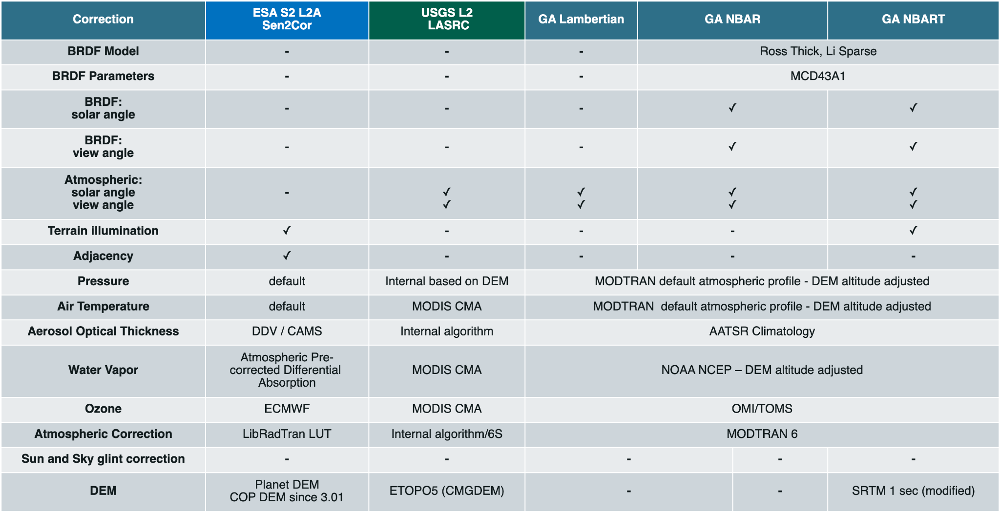 Correction
ESA S2 L2A
Sen2Cor
USGS L2
LASRC
GA Lambertian
GA NBAR
GA NBART
BRDF Model
-
-
-
Ross Thick, Li Sparse
BRDF Parameters
-
-
-
MCD43A1
BRDF:
solar angle
-
-
-
✓
✓
BRDF:
view angle
-
-
-
✓
✓
Atmospheric:
solar angle
view angle
-
✓
✓
✓
✓
✓
✓
✓
✓
Terrain illumination
✓
-
-
-
✓
Adjacency
✓
-
-
-
-
Pressure
default
Internal based on DEM
MODTRAN default atmospheric profile - DEM altitude adjusted
Air Temperature
default
MODIS CMA
MODTRAN  default atmospheric profile - DEM altitude adjusted
Aerosol Optical Thickness
DDV / CAMS
Internal algorithm
AATSR Climatology
Water Vapor
Atmospheric Pre-
corrected Differential
Absorption
MODIS CMA
NOAA NCEP – DEM altitude adjusted
Ozone
ECMWF
MODIS CMA
OMI/TOMS
Atmospheric Correction
LibRadTran LUT
Internal algorithm/6S
MODTRAN 6
Sun and Sky glint correction
-
-
-
-
-
DEM
Planet DEM
COP DEM since 3.01
ETOPO5 (CMGDEM)
-
-
SRTM 1 sec (modified)